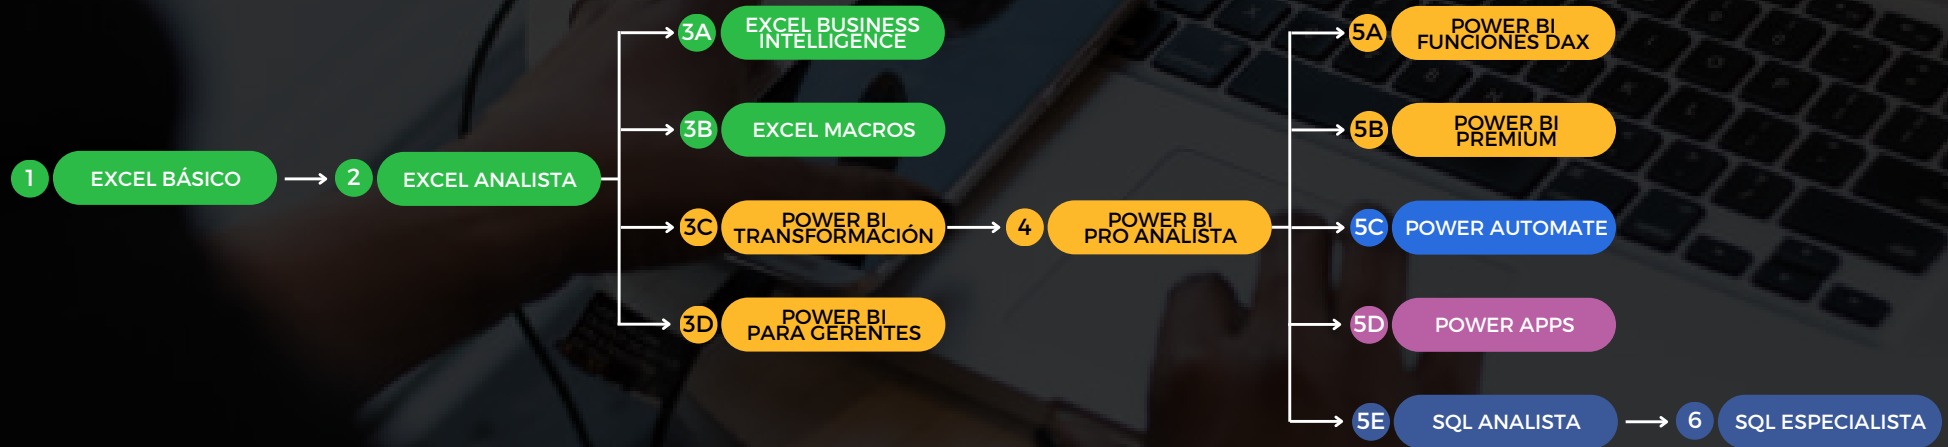 1
EXCEL BÁSICO
2
EXCEL ANALISTA
3A
EXCEL BUSINESS
INTELLIGENCE
3B
EXCEL MACROS
3C
POWER BI
TRANSFORMACIÓN
3D
POWER BI
PARA GERENTES
4
POWER BI
PRO ANALISTA
5A
POWER BI
FUNCIONES DAX
5B
POWER BI
PREMIUM
5C
POWER AUTOMATE
5D
POWER APPS
5E
SQL ANALISTA
6
SQL ESPECIALISTA